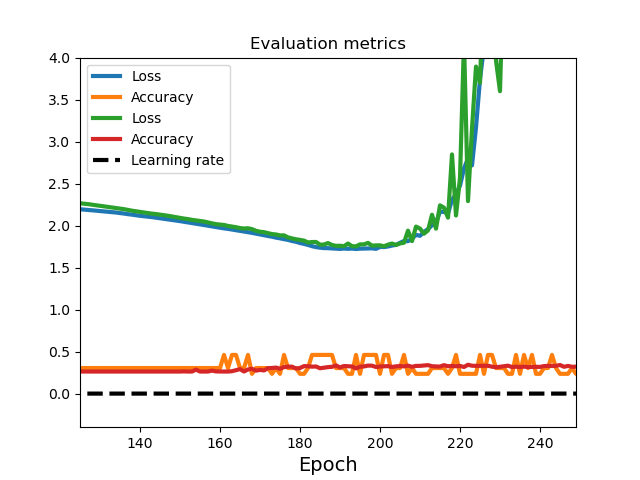 Evaluation metrics
4.0
3.5
3.0
2.5
2.0
1.5
1.0
0.5
0.0
Loss
Accuracy
Loss
Accuracy
Learning rate
140 160 180 200 220 240
Epoch